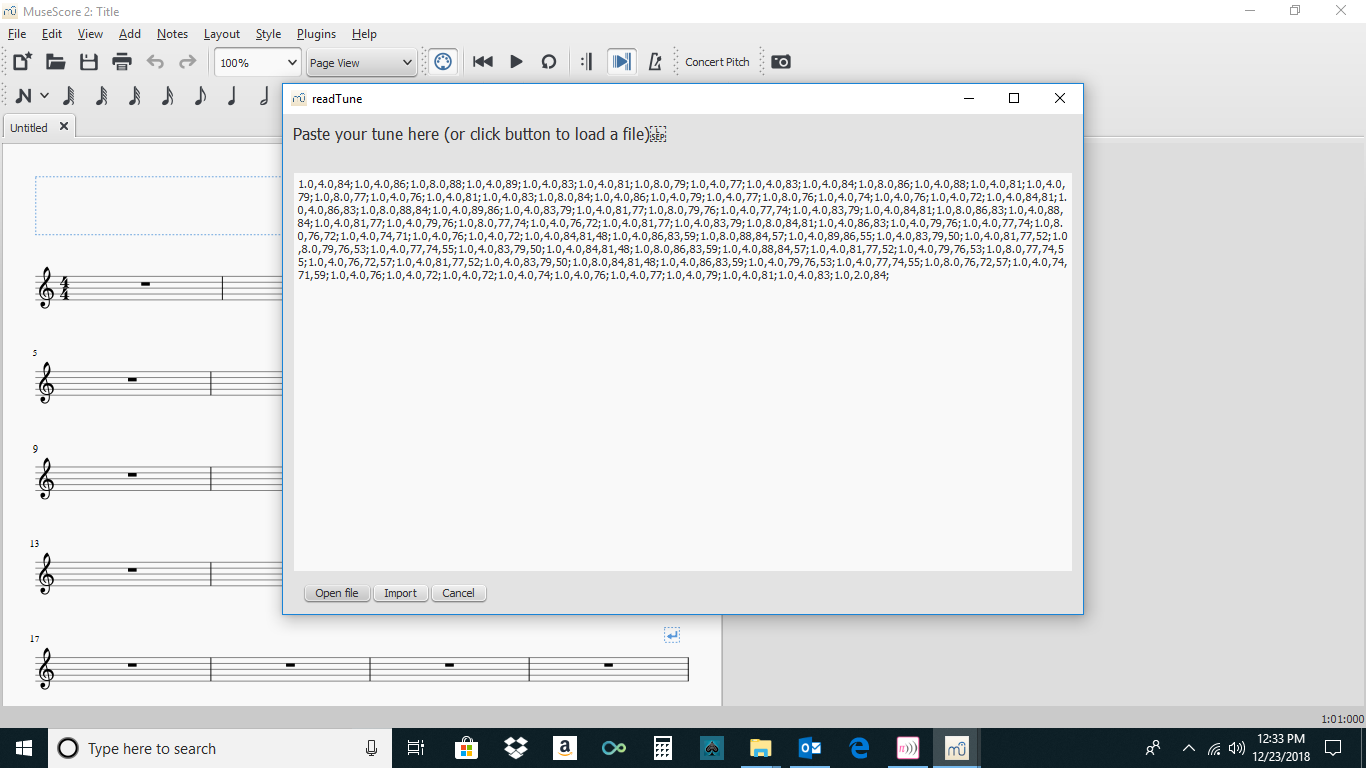 MuseScore 2: Title
File Edit View Add Notes Layout Style Plugins Help
100% Page View Concert Pitch
Untitled
readTune
Paste your tune here (or click button to load a file)
1.0,4.0,84;1.0,4.0,86;1.0,8.0,88;1.0,4.0,89;1.0,4.0,83;1.0,4.0,81;1.0,8.0,79;1.0,4.0,77;1.0,4.0,83;1.0,4.0,84;1.0,8.0,86;1.0,4.0,88;1.0,4.0,81;1.0,4.0,
79;1.0,8.0,77;1.0,4.0,76;1.0,4.0,81;1.0,4.0,83;1.0,8.0,84;1.0,4.0,86;1.0,4.0,79;1.0,4.0,77;1.0,8.0,76;1.0,4.0,74;1.0,4.0,76;1.0,4.0,72;1.0,4.0,84,81;1.
0,4.0,86,83;1.0,8.0,88,84;1.0,4.0,89,86;1.0,4.0,83,79;1.0,4.0,81,77;1.0,8.0,79,76;1.0,4.0,77,74;1.0,4.0,83,79;1.0,4.0,84,81;1.0,8.0,86,83;1.0,4.0,88,
84;1.0,4.0,81,77;1.0,4.0,79,76;1.0,8.0,77,74;1.0,4.0,76,72;1.0,4.0,81,77;1.0,4.0,83,79;1.0,8.0,84,81;1.0,4.0,86,83;1.0,4.0,79,76;1.0,4.0,77,74;1.0,8.
0,76,72;1.0,4.0,74,71;1.0,4.0,76;1.0,4.0,72;1.0,4.0,84,81,48;1.0,4.0,86,83,59;1.0,8.0,88,84,57;1.0,4.0,89,86,55;1.0,4.0,83,79,50;1.0,4.0,81,77,52;1.0
,8.0,79,76,53;1.0,4.0,77,74,55;1.0,4.0,83,79,50;1.0,4.0,84,81,48;1.0,8.0,86,83,59;1.0,4.0,88,84,57;1.0,4.0,81,77,52;1.0,4.0,79,76,53;1.0,8.0,77,74,5
5;1.0,4.0,76,72,57;1.0,4.0,81,77,52;1.0,4.0,83,79,50;1.0,8.0,84,81,48;1.0,4.0,86,83,59;1.0,4.0,79,76,53;1.0,4.0,77,74,55;1.0,8.0,76,72,57;1.0,4.0,74,
71,59;1.0,4.0,76;1.0,4.0,72;1.0,4.0,72;1.0,4.0,74;1.0,4.0,76;1.0,4.0,77;1.0,4.0,79;1.0,4.0,81;1.0,4.0,83;1.0,2.0,84;
Open file Import Cancel
5
9
13
17
1:01:000
Type here to search
12:33 PM
12/23/2018